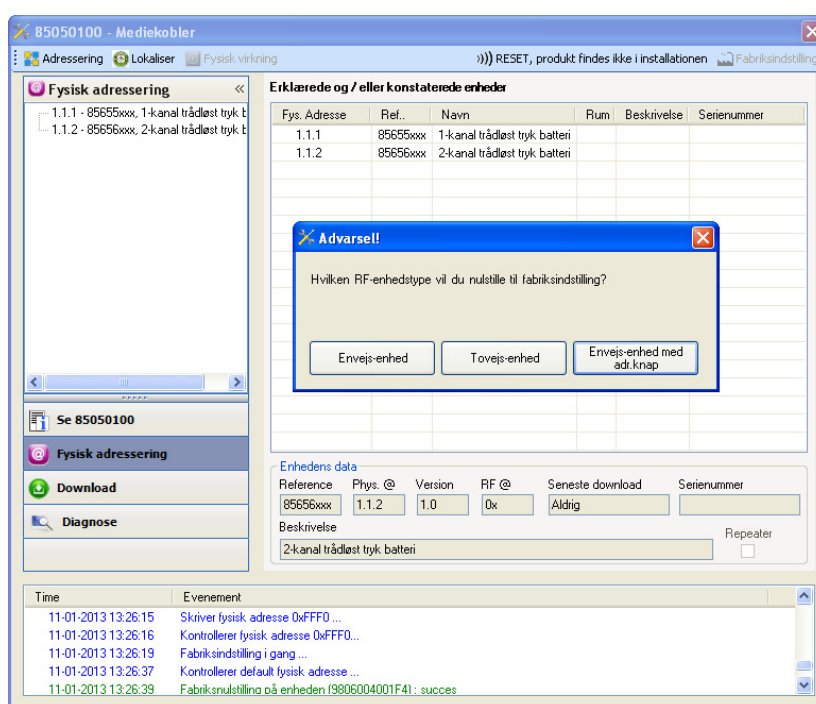 85050100 - Mediekobler
Adressering Lokaliser Fysisk virkning ))) RESET, produkt findes ikke i installationen Fabriksindstilling
Fysisk adressering «
1.1.1 - 85655xxx, 1-kanal trådløst tryk b
1.1.2 - 85656xxx, 2-kanal trådløst tryk b
Se 85050100
Fysisk adressering
Download
Diagnose
Erklærede og / eller konstaterede enheder
Fys. Adresse Ref.. Navn Rum Beskrivelse Serienummer
1.1.1 85655xxx 1-kanal trådløst tryk batteri
1.1.2 85656xxx 2-kanal trådløst tryk batteri
Advarsel!
Hvilken RF-enhedstype vil du nulstille til fabriksindstilling?
Envejs-enhed
Tovejs-enhed
Envejs-enhed med
adr.knap
Enhedens data
Reference Phys. @ Version RF @ Seneste download Serienummer
85656xxx 1.1.2 1.0 0x Aldrig
Beskrivelse
Repeater
2-kanal trådløst tryk batteri
Time Evenement
11-01-2013 13:26:15 Skriver fysisk adresse 0xFFF0 ...
11-01-2013 13:26:16 Kontrollerer fysisk adresse 0xFFF0...
11-01-2013 13:26:19 Fabriksindstilling i gang ...
11-01-2013 13:26:37 Kontrollerer default fysisk adresse ...
11-01-2013 13:26:39 Fabriksnulstilling på enheden (9806004001F4) : succes